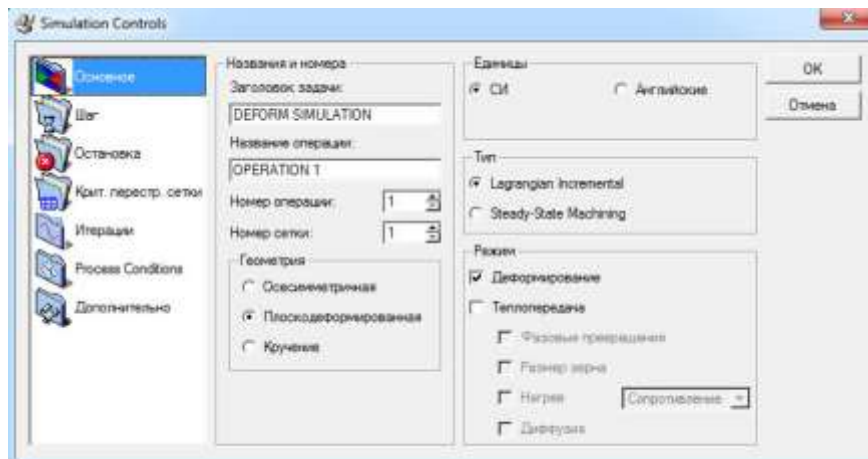 Simulation Controls
Основное
Шаг
Остановка
Крит. перестр. сетки
Итерации
Process Conditions
Дополнительно
Названия и номера
Заголовок задачи:
DEFORM SIMULATION
Название операции:
OPERATION 1
Номер операции: 1
Номер сетки: 1
Геометрия
Осесимметричная
Плоскодеформированная
Кручение
Единицы
СИ Английские
Тип
Lagrangian Incremental
Steady-State Machining
Режим
Деформирование
Теплопередача
Фазовые превращения
Размер зерна
Нагрев Сопротивление
Диффузия
OK
Отмена